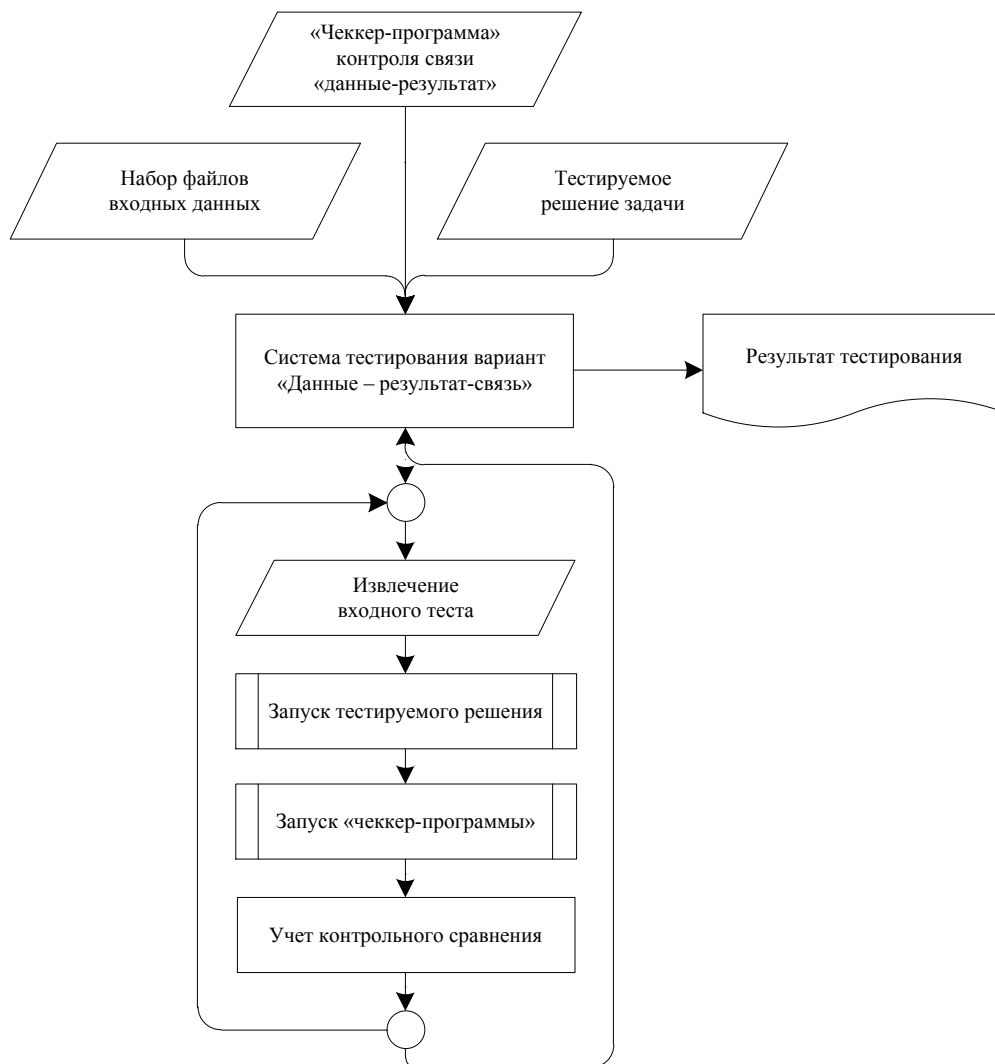 «Чеккер-программа»
контроля связи
«данные-результат»
Набор файлов
входных данных
Тестируемое
решение задачи
Система тестирования вариант
«Данные – результат-связь»
Результат тестирования
Извлечение
входного теста
Запуск тестируемого решения
Запуск «чеккер-программы»
Учет контрольного сравнения